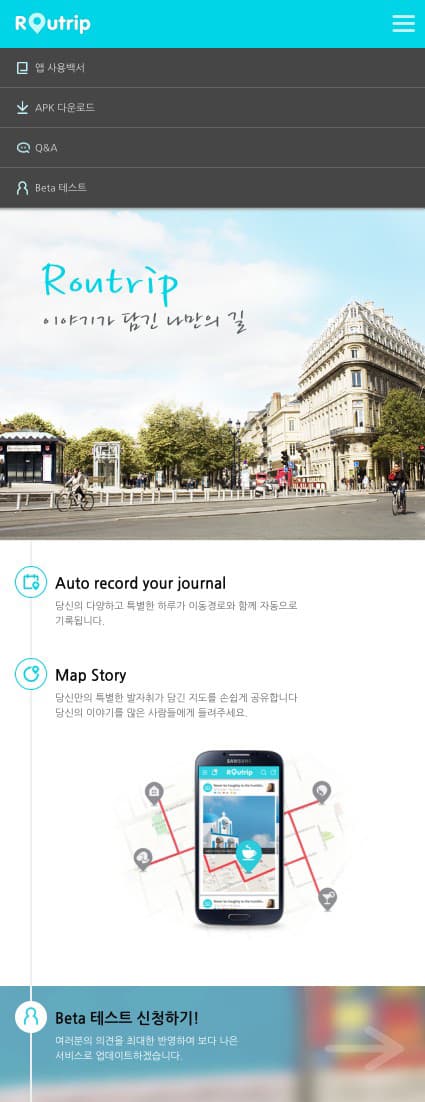 ROutrip
앱 사용백서
APK 다운로드
Q&A
Beta 테스트
Routrip
이야기가 담긴 나만의 길
Auto record your journal
당신의 다양하고 특별한 하루가 이동경로와 함께 자동으로
기록됩니다.
Map Story
당신만의 특별한 발자취가 담긴 지도를 손쉽게 공유합니다
당신의 이야기를 많은 사람들에게 들려주세요.
SAMSUNG
ROutrip
Beta 테스트 신청하기!
여러분의 의견을 최대한 반영하여 보다 나은
서비스로 업데이트하겠습니다.